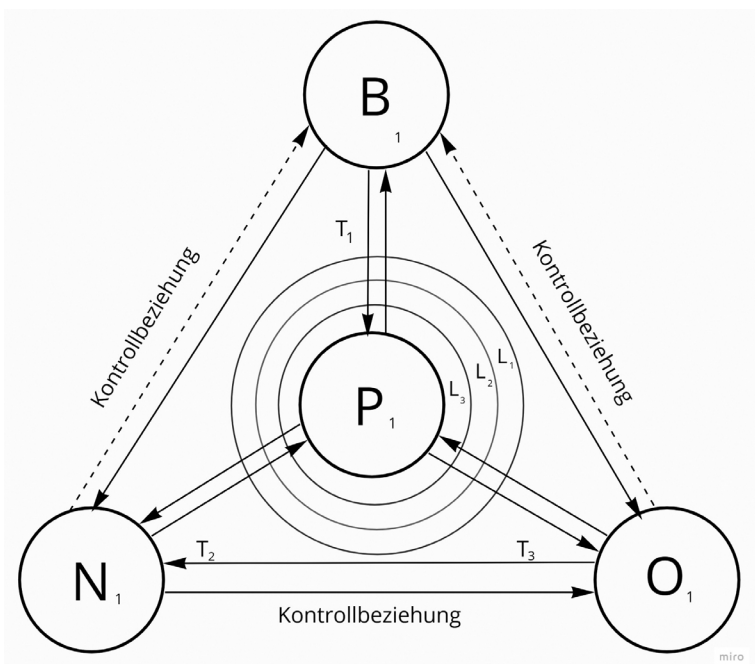 B₁
T₁
Kontrollbeziehung
Kontrollbeziehung
L₁
L₂
L₃
P₁
T₂
T₃
N₁
O₁
Kontrollbeziehung
miro